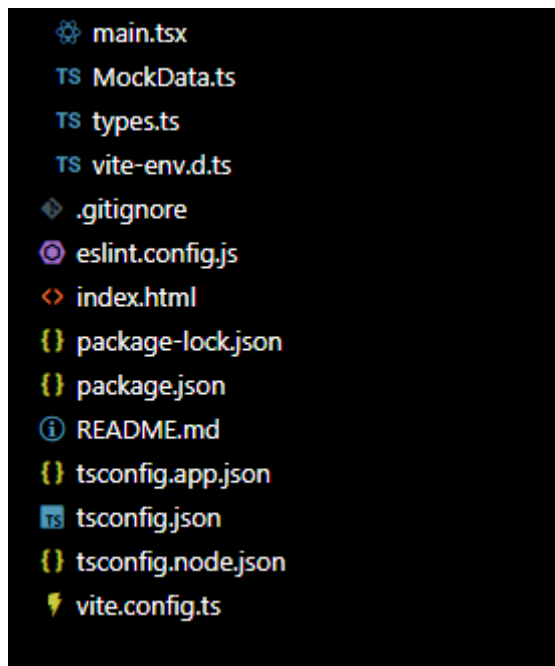 main.tsx
TS MockData.ts
TS types.ts
TS vite-env.d.ts
.gitignore
eslint.config.js
<> index.html
{} package-lock.json
{} package.json
README.md
{} tsconfig.app.json
TS tsconfig.json
{} tsconfig.node.json
vite.config.ts